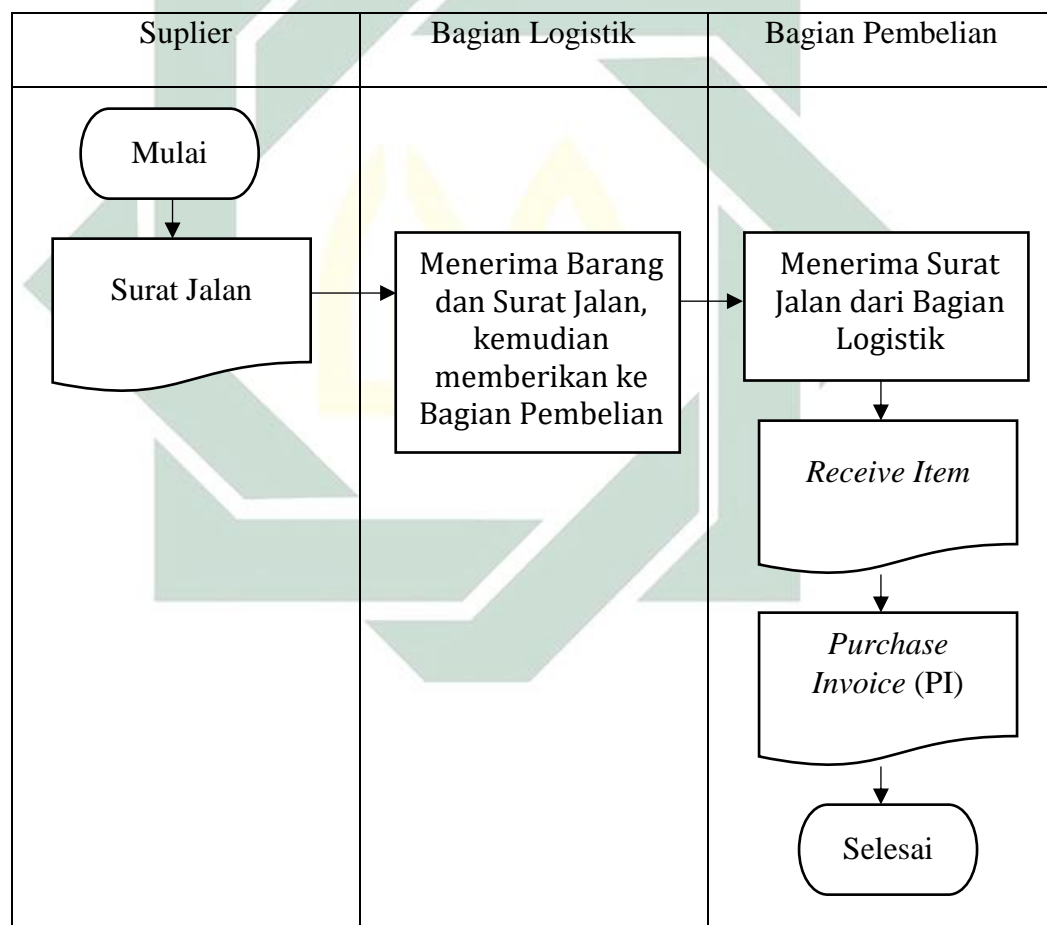 Suplier
Bagian Logistik
Bagian Pembelian
Mulai
Surat Jalan
Menerima Barang
dan Surat Jalan,
kemudian
memberikan ke
Bagian Pembelian
Menerima Surat
Jalan dari Bagian
Logistik
Receive Item
Purchase
Invoice (PI)
Selesai